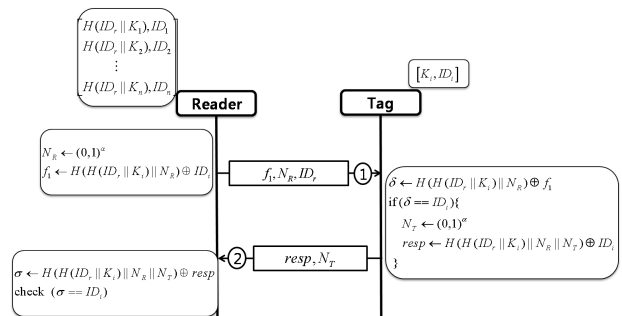 H(ID_r || K_1), ID_1
H(ID_r || K_2), ID_2
⋮
H(ID_r || K_n), ID_n
[K_i, ID_i]
Reader
Tag
N_R ← (0,1)^α
f_1 ← H(H(ID_r || K_i) || N_R) ⊕ ID_i
f_1, N_R, ID_r
1
δ ← H(H(ID_r || K_i) || N_R) ⊕ f_1
if (δ == ID_i){
N_T ← (0,1)^α
resp ← H(H(ID_r || K_i) || N_R || N_T) ⊕ ID_i
}
2
resp, N_T
σ ← H(H(ID_r || K_i) || N_R || N_T) ⊕ resp
check (σ == ID_i)